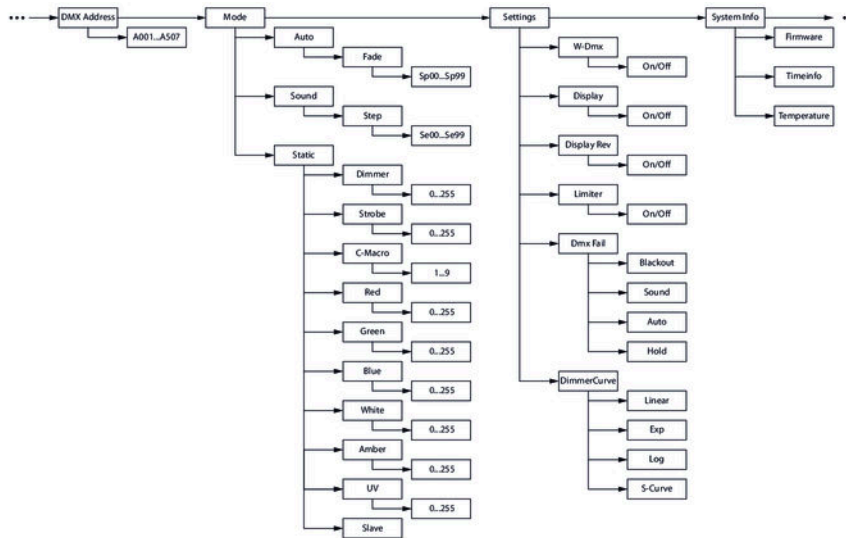 DMX Address
A001...A507
Mode
Auto
Fade
Sp00...Sp99
Sound
Step
Se00...Se99
Static
Dimmer
0...255
Strobe
0...255
C-Macro
1...9
Red
0...255
Green
0...255
Blue
0...255
White
0...255
Amber
0...255
UV
0...255
Slave
Settings
W-Dmx
On/Off
Display
On/Off
Display Rev
On/Off
Limiter
On/Off
Dmx Fail
Blackout
Sound
Auto
Hold
DimmerCurve
Linear
Exp
Log
S-Curve
System Info
Firmware
Timeinfo
Temperature